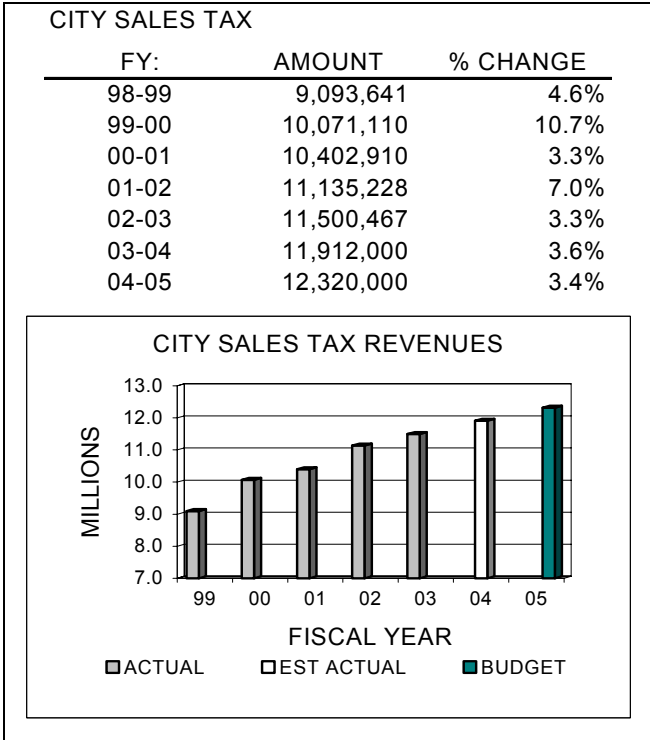 CITY SALES TAX
FY: AMOUNT % CHANGE
98-99 9,093,641 4.6%
99-00 10,071,110 10.7%
00-01 10,402,910 3.3%
01-02 11,135,228 7.0%
02-03 11,500,467 3.3%
03-04 11,912,000 3.6%
04-05 12,320,000 3.4%
CITY SALES TAX REVENUES
13.0
12.0
11.0
10.0
9.0
8.0
7.0
MILLIONS
99 00 01 02 03 04 05
FISCAL YEAR
ACTUAL EST ACTUAL BUDGET